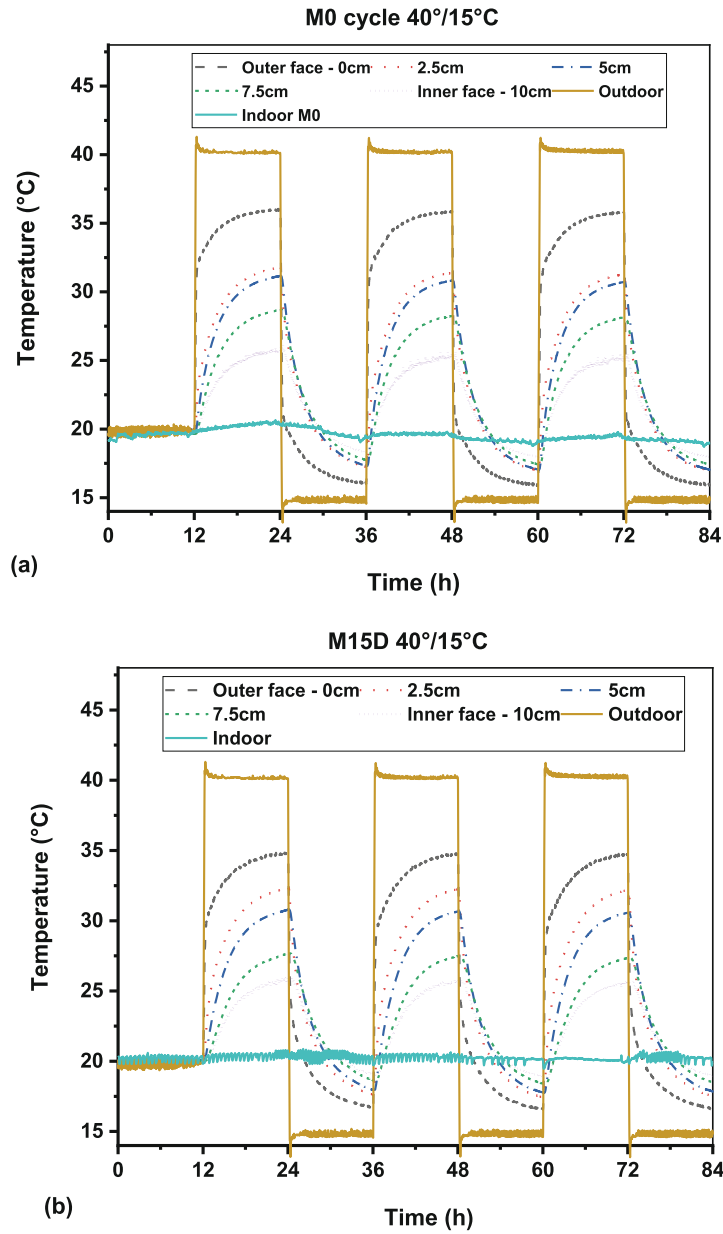 M0 cycle 40°/15°C
Outer face - 0cm 2.5cm 5cm
7.5cm Inner face - 10cm Outdoor
Indoor M0
45
40
35
30
25
20
15
Temperature (°C)
0 12 24 36 48 60 72 84
(a)
Time (h)
M15D 40°/15°C
Outer face - 0cm 2.5cm 5cm
7.5cm Inner face - 10cm Outdoor
Indoor
45
40
35
30
25
20
15
Temperature (°C)
0 12 24 36 48 60 72 84
(b)
Time (h)